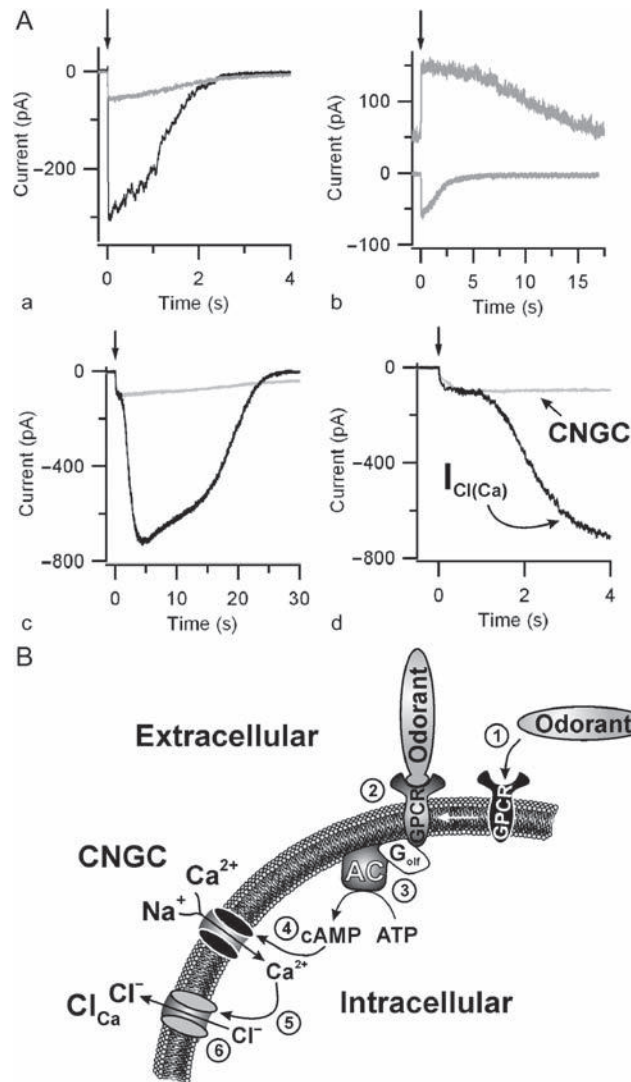 A
Current (pA)
0
−200
0
2
4
Time (s)
a
Current (pA)
100
0
−100
0
5
10
15
Time (s)
b
Current (pA)
0
−400
−800
0
10
20
30
Time (s)
c
Current (pA)
0
−400
−800
0
2
4
Time (s)
d
CNGC
I Cl(Ca)
B
Extracellular
Odorant
1
Odorant
2
GPCR
GPCR
CNGC
Ca2+
Na+
AC
Golf
3
4
cAMP
ATP
Ca2+
Intracellular
ClCa
Cl−
Cl−
5
6